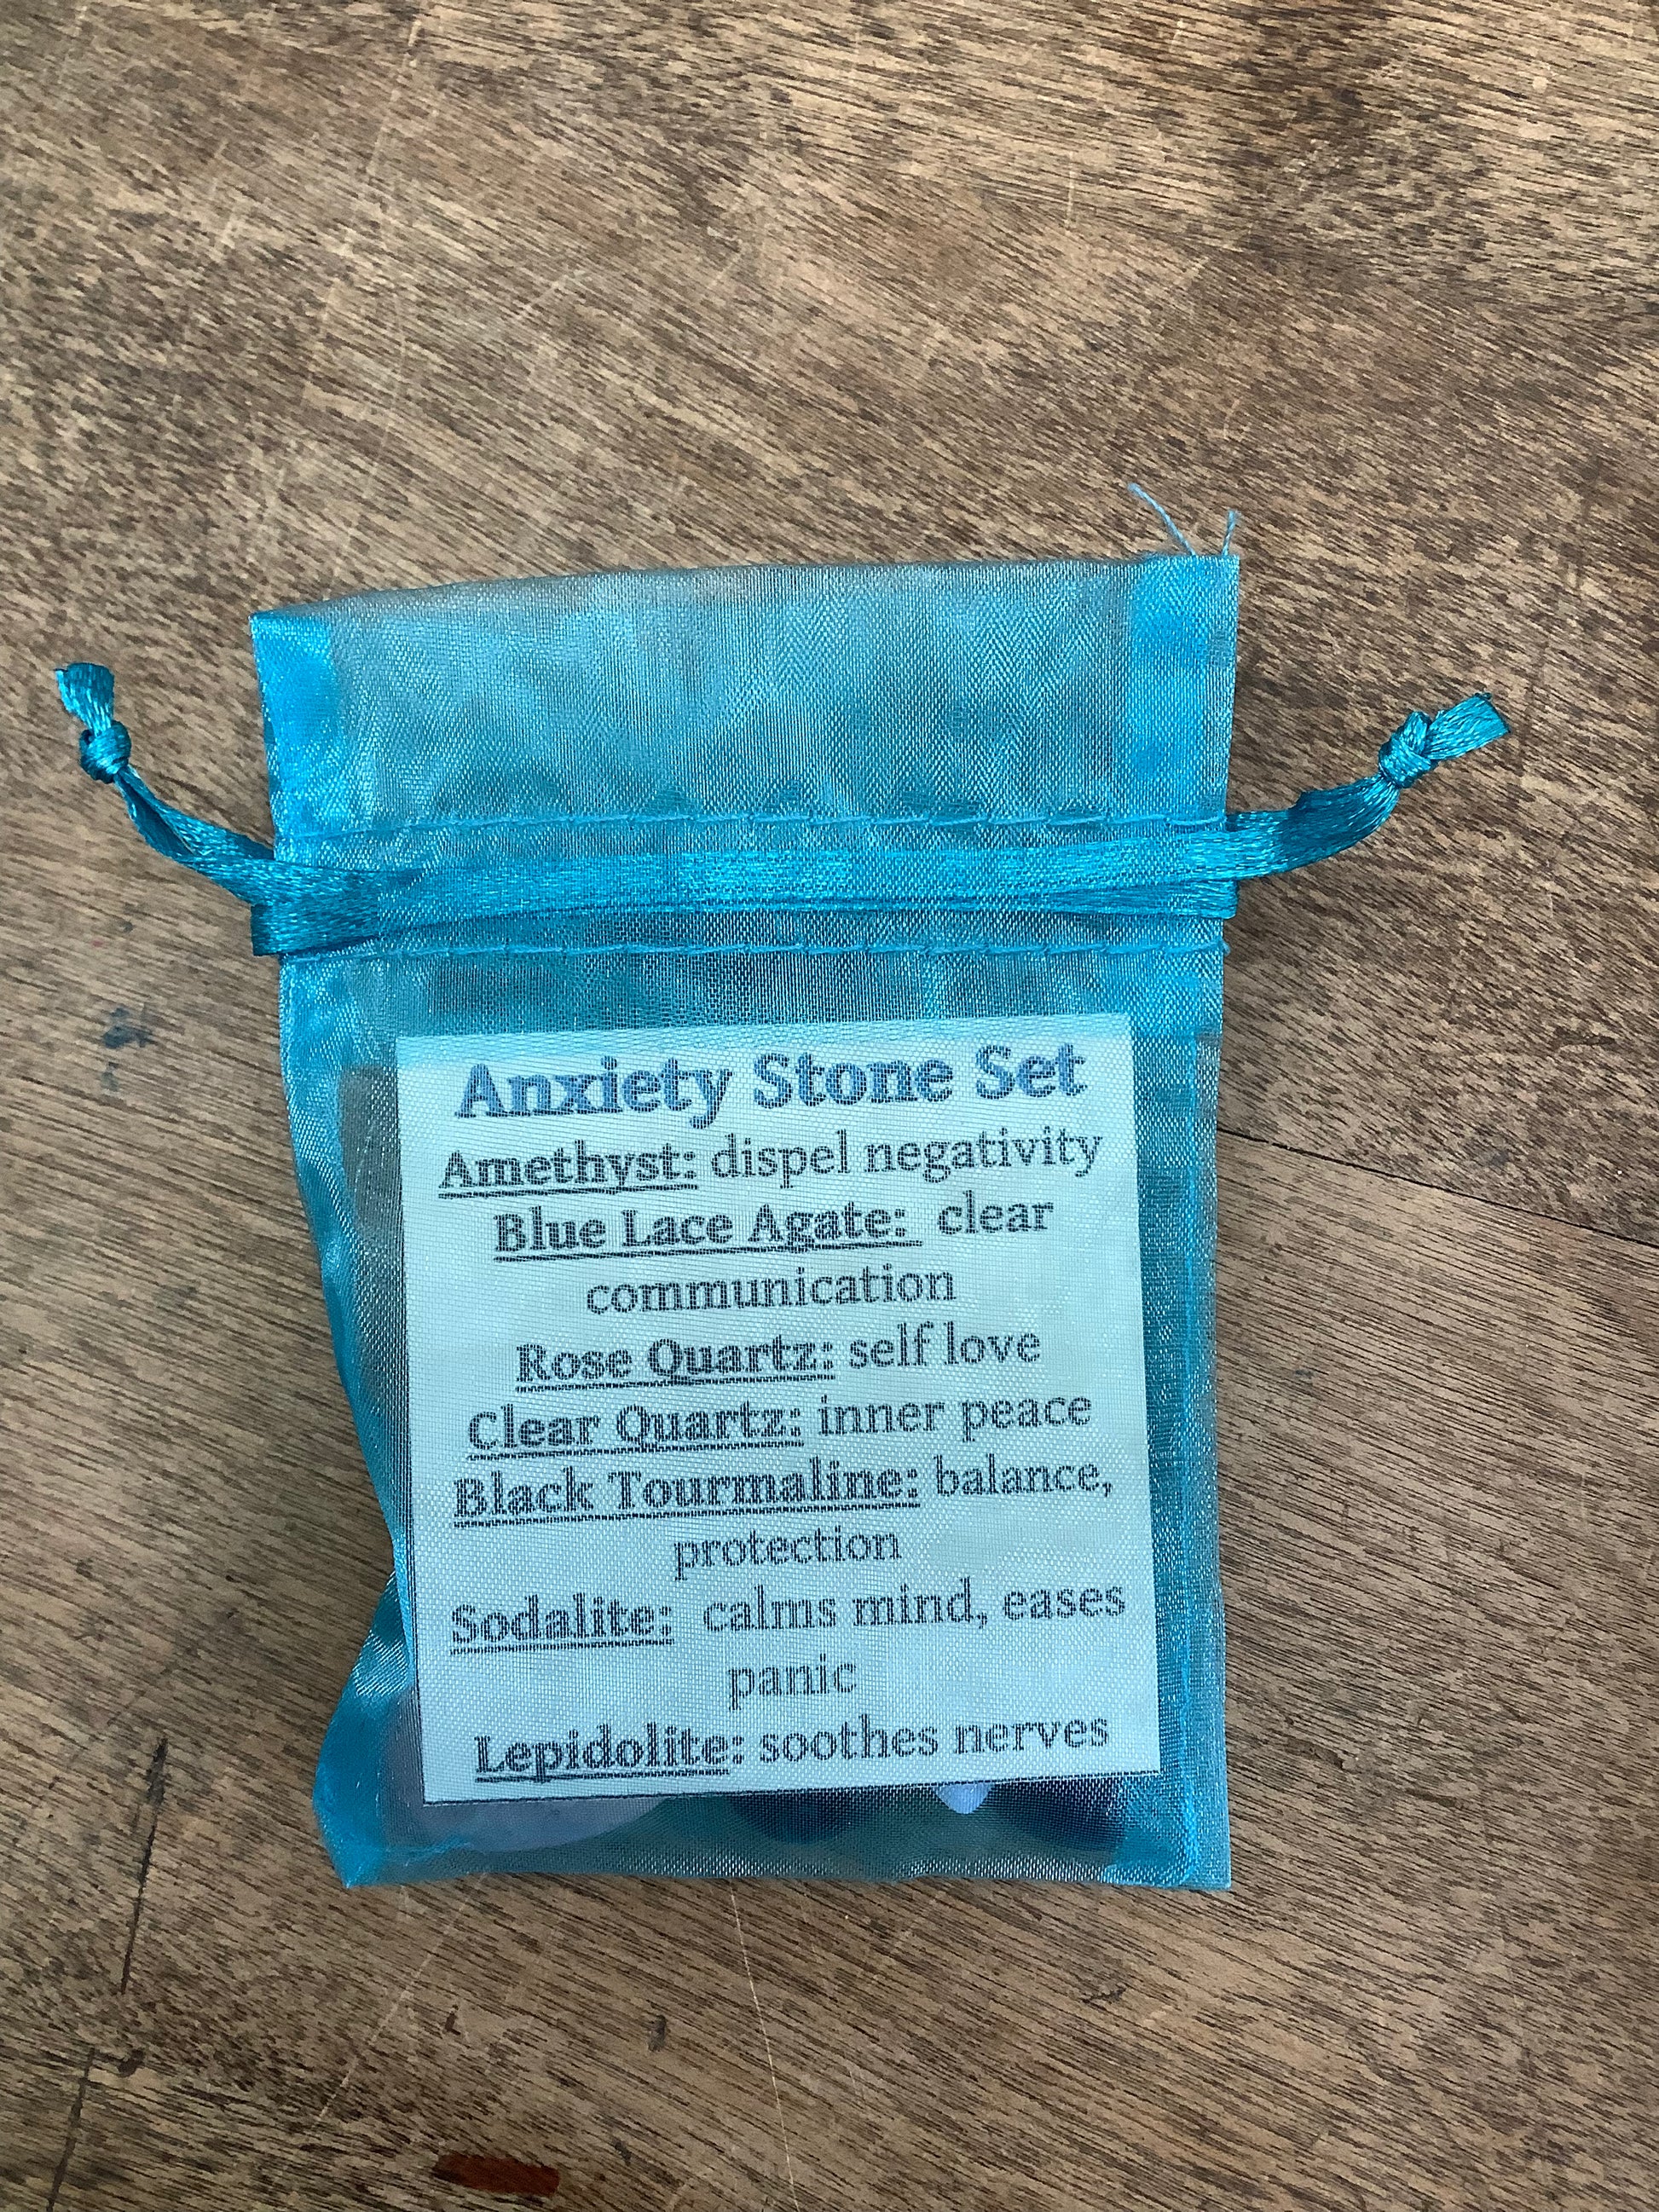 Anxiety Stone Set
Amethyst: dispel negativity
Blue Lace Agate: clear
communication
Rose Quartz: self love
Clear Quartz: inner peace
Black Tourmaline: balance,
protection
Sodalite: calms mind, eases
panic
Lepidolite: soothes nerves